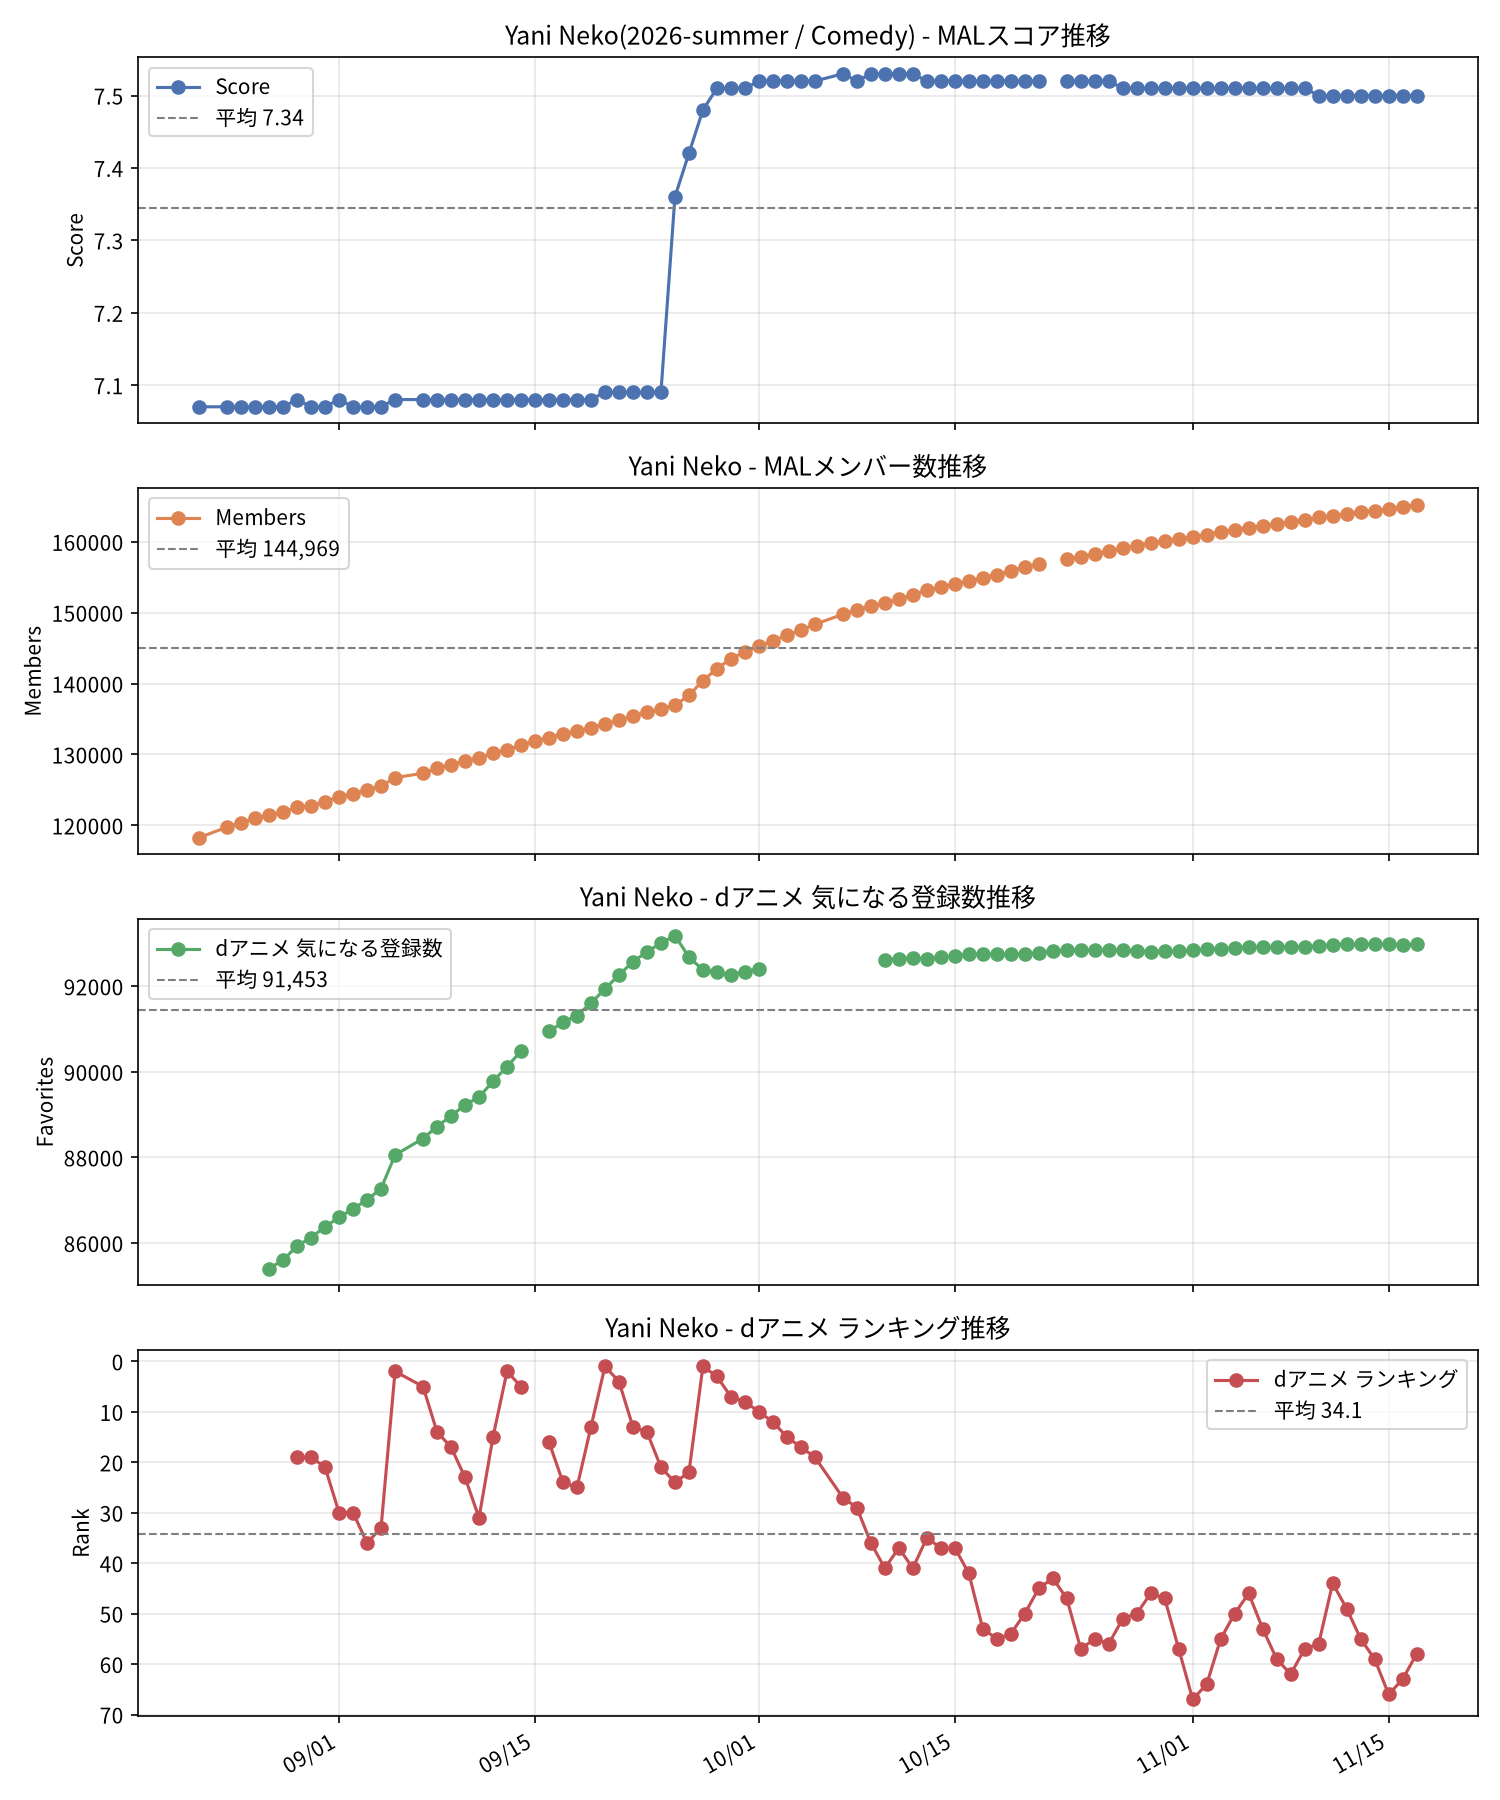 Yani Neko(2026-summer / Comedy) - MALスコア推移
Score
平均 7.34
Score
7.5
7.4
7.3
7.2
7.1
Yani Neko - MALメンバー数推移
Members
平均 144,969
Members
160000
150000
140000
130000
120000
Yani Neko - dアニメ 気になる登録数推移
dアニメ 気になる登録数
平均 91,453
Favorites
92000
90000
88000
86000
Yani Neko - dアニメ ランキング推移
dアニメ ランキング
平均 34.1
Rank
0
10
20
30
40
50
60
70
09/01
09/15
10/01
10/15
11/01
11/15